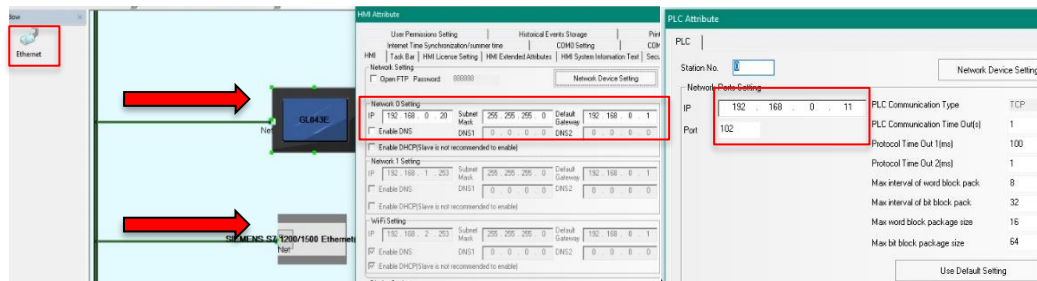 low
Ethernet
GL043E
Net
SIEMENS S7 1200/1500 Ethernet
Net
HMI Attribute
User Permissions Setting Historical Events Storage Print
Internet Time Synchronization/summer time COM0 Setting COM
HMI Task Bar HMI License Setting HMI Extended Attributes HMI System Information Text Secu
Network Setting
Open FTP Password 888888 Network Device Setting
Network 0 Setting
IP 192 . 168 . 0 . 20 Subnet Mask 255 . 255 . 255 . 0 Default Gateway 192 . 168 . 0 . 1
Enable DNS DNS1 0 . 0 . 0 . 0 DNS2 0 . 0 . 0 . 0
Enable DHCP(Slave is not recommended to enable)
Network 1 Setting
IP 192 . 168 . 1 . 253 Subnet Mask 255 . 255 . 255 . 0 Default Gateway 192 . 168 . 0 . 1
Enable DNS DNS1 0 . 0 . 0 . 0 DNS2 0 . 0 . 0 . 0
Enable DHCP(Slave is not recommended to enable)
WiFi Setting
IP 192 . 168 . 2 . 253 Subnet Mask 255 . 255 . 255 . 0 Default Gateway 192 . 168 . 0 . 1
Enable DNS DNS1 0 . 0 . 0 . 0 DNS2 0 . 0 . 0 . 0
Enable DHCP(Slave is not recommended to enable)
PLC Attribute
PLC
Station No. 0 Network Device Setting
Network Ports Setting
IP 192 . 168 . 0 . 11 PLC Communication Type TCP
Port 102 PLC Communication Time Out(s) 1
Protocol Time Out 1(ms) 100
Protocol Time Out 2(ms) 1
Max interval of word block pack 8
Max interval of bit block pack 32
Max word block package size 16
Max bit block package size 64
Use Default Setting